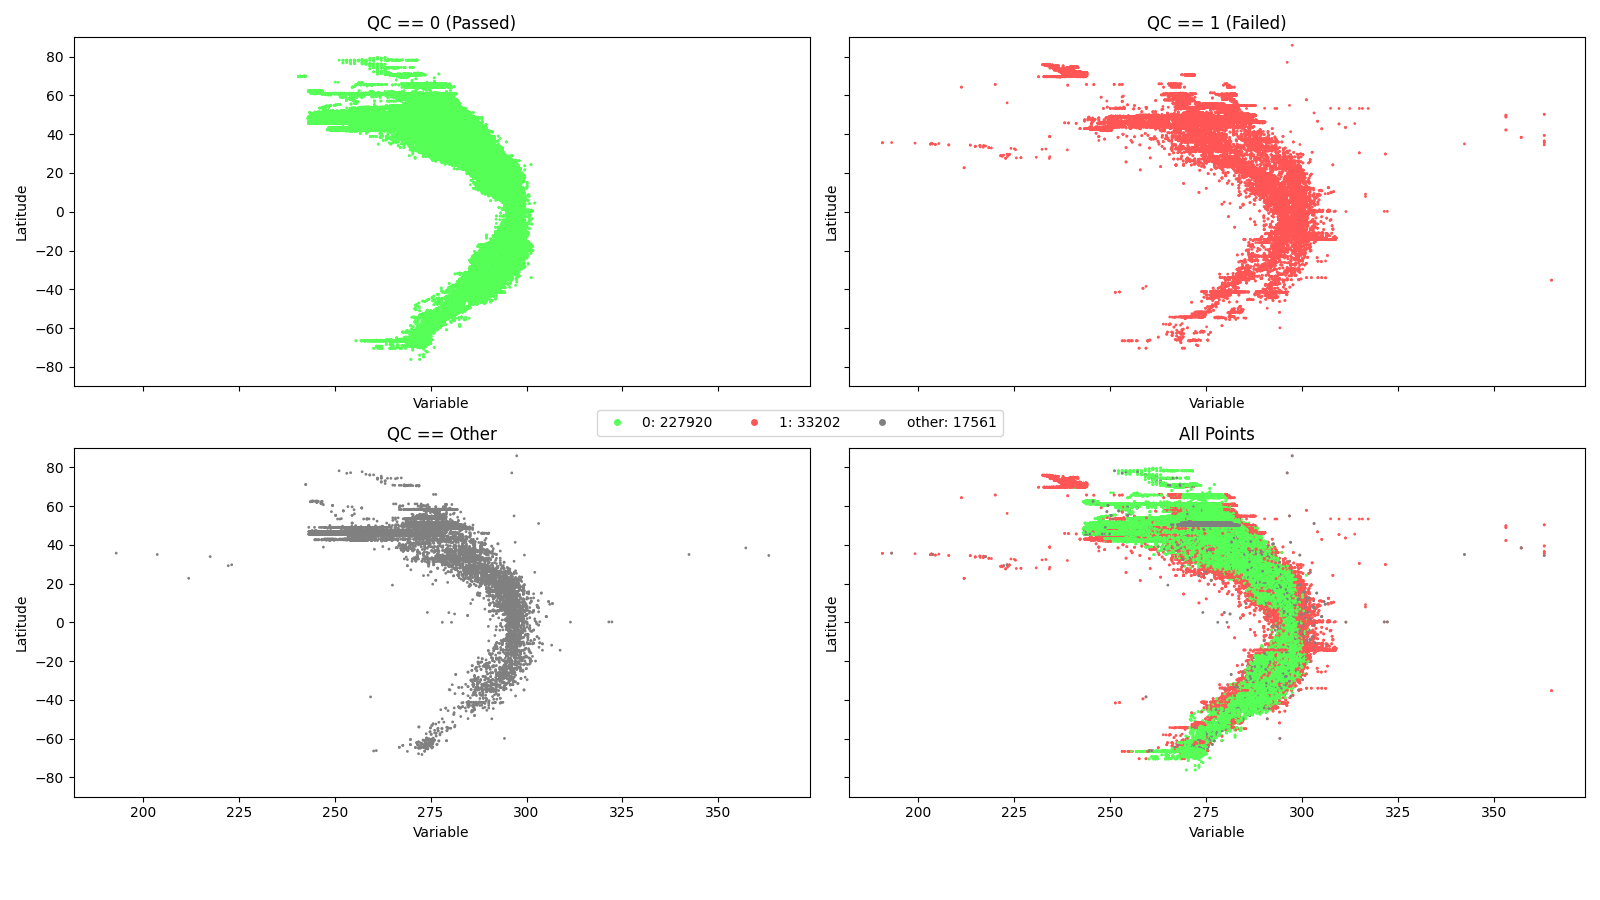 QC == 0 (Passed)
80
60
40
20
0
−20
−40
−60
−80
Latitude
Variable
QC == 1 (Failed)
Latitude
Variable
0: 227920
1: 33202
other: 17561
QC == Other
80
60
40
20
0
−20
−40
−60
−80
Latitude
200 225 250 275 300 325 350
Variable
All Points
Latitude
200 225 250 275 300 325 350
Variable